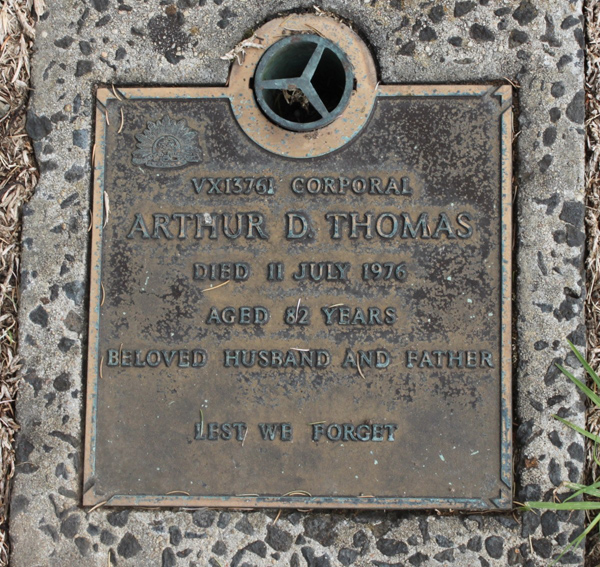 VX13761 CORPORAL
ARTHUR D. THOMAS
DIED 11 JULY 1976
AGED 82 YEARS
BELOVED HUSBAND AND FATHER
LEST WE FORGET